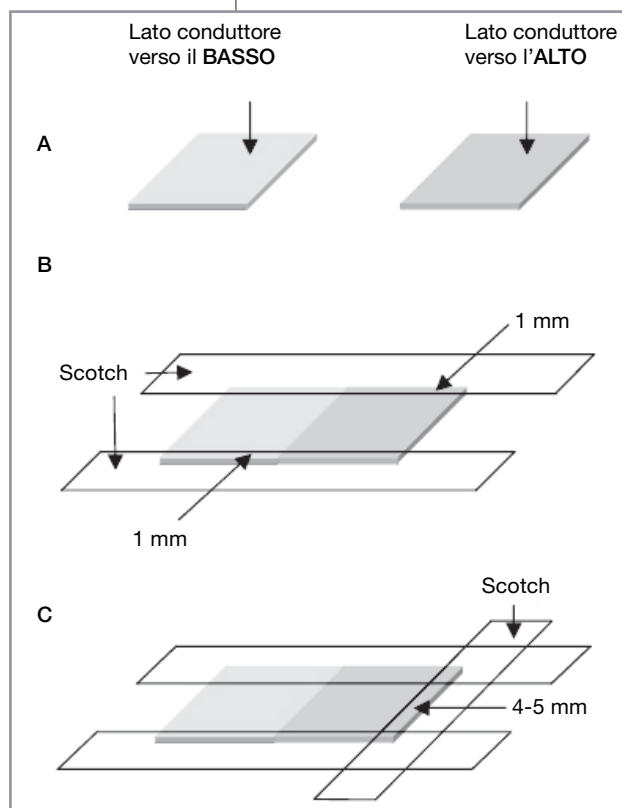 Lato conduttore
verso il BASSO
Lato conduttore
verso l'ALTO
A
B
1 mm
Scotch
1 mm
Scotch
C
4-5 mm